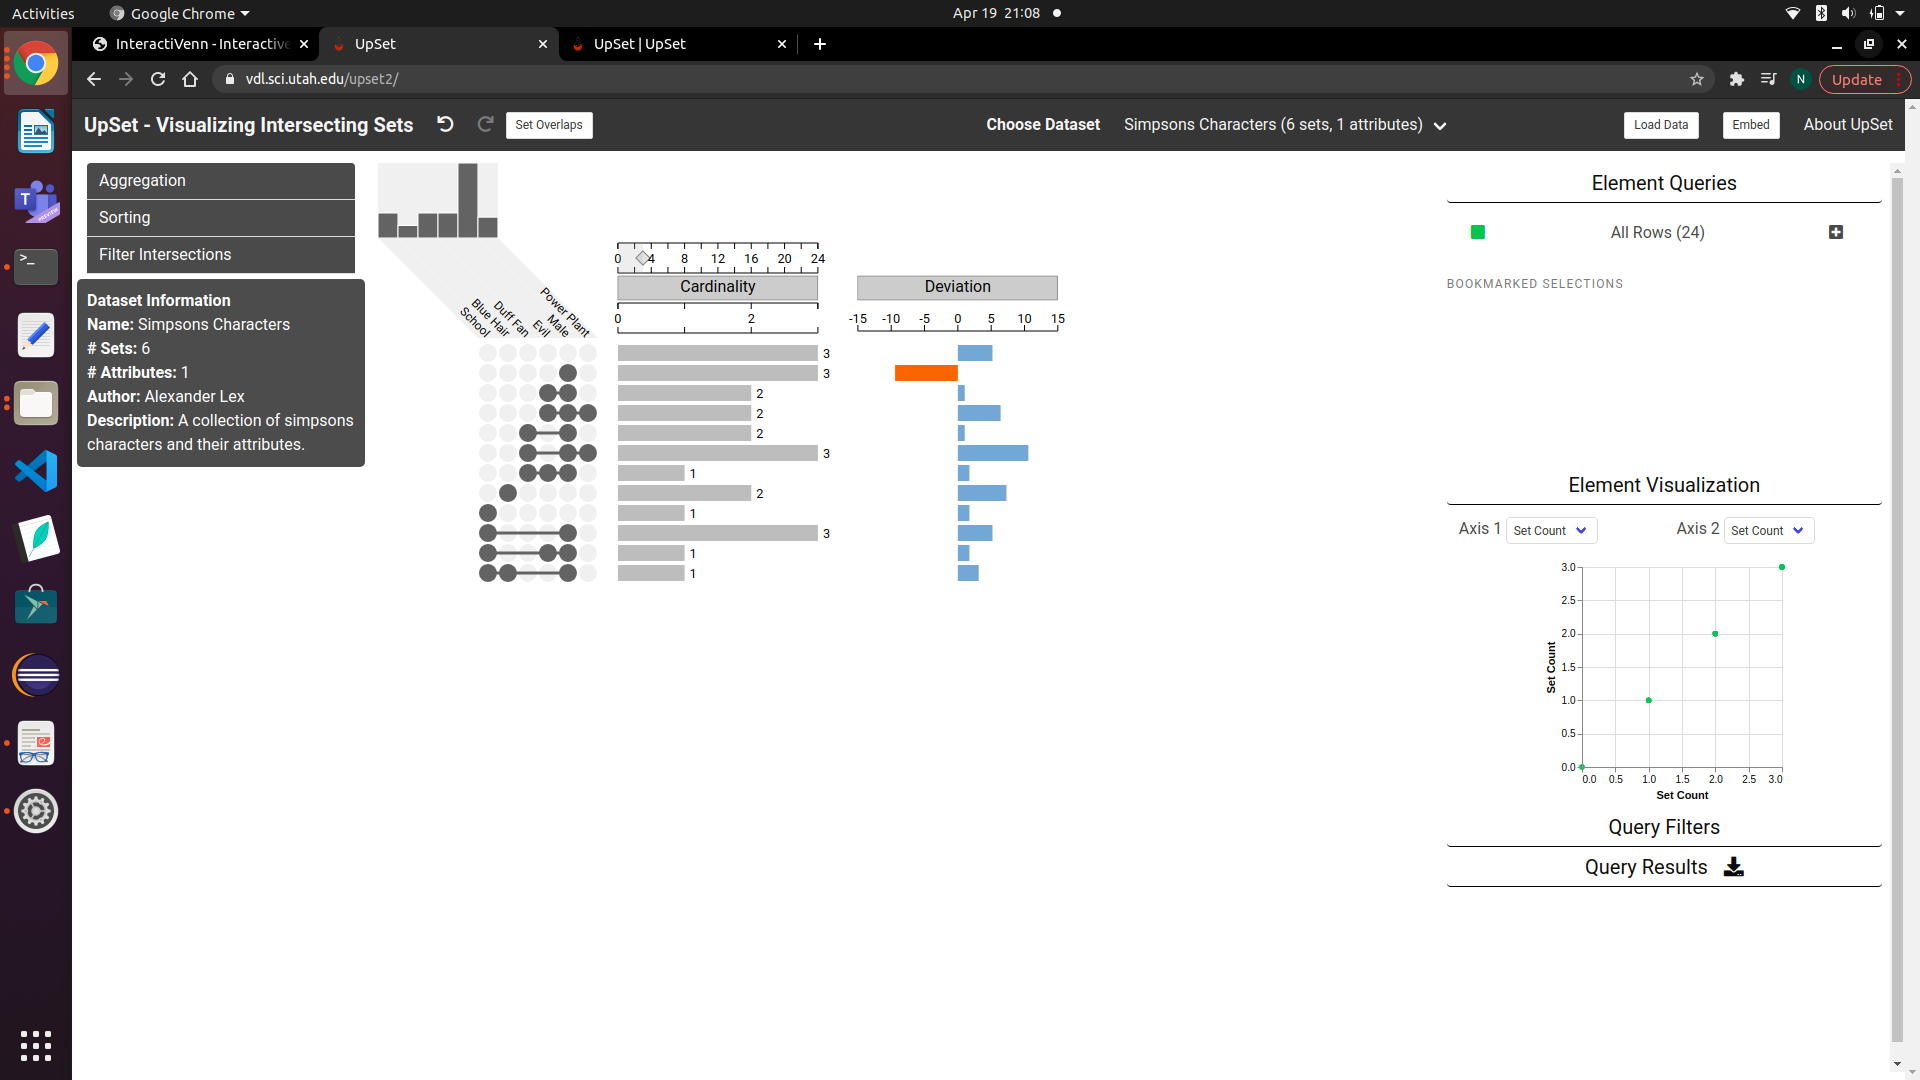 Activities
Google Chrome
Apr 19 21:08
InteractiVenn - Interactive
UpSet
UpSet | UpSet
vdl.sci.utah.edu/upset2/
N
Update
UpSet - Visualizing Intersecting Sets
Set Overlaps
Choose Dataset
Simpsons Characters (6 sets, 1 attributes)
Load Data
Embed
About UpSet
Aggregation
Sorting
Filter Intersections
Dataset Information
Name: Simpsons Characters
# Sets: 6
# Attributes: 1
Author: Alexander Lex
Description: A collection of simpsons
characters and their attributes.
School
Blue Hair
Duff Fan
Evil
Male
Power Plant
0 4 8 12 16 20 24
Cardinality
0 2
Deviation
-15 -10 -5 0 5 10 15
3
3
2
2
2
3
1
2
1
3
1
1
Element Queries
All Rows (24)
BOOKMARKED SELECTIONS
Element Visualization
Axis 1 Set Count
Axis 2 Set Count
3.0
2.5
2.0
1.5
1.0
0.5
0.0
Set Count
0.0 0.5 1.0 1.5 2.0 2.5 3.0
Set Count
Query Filters
Query Results